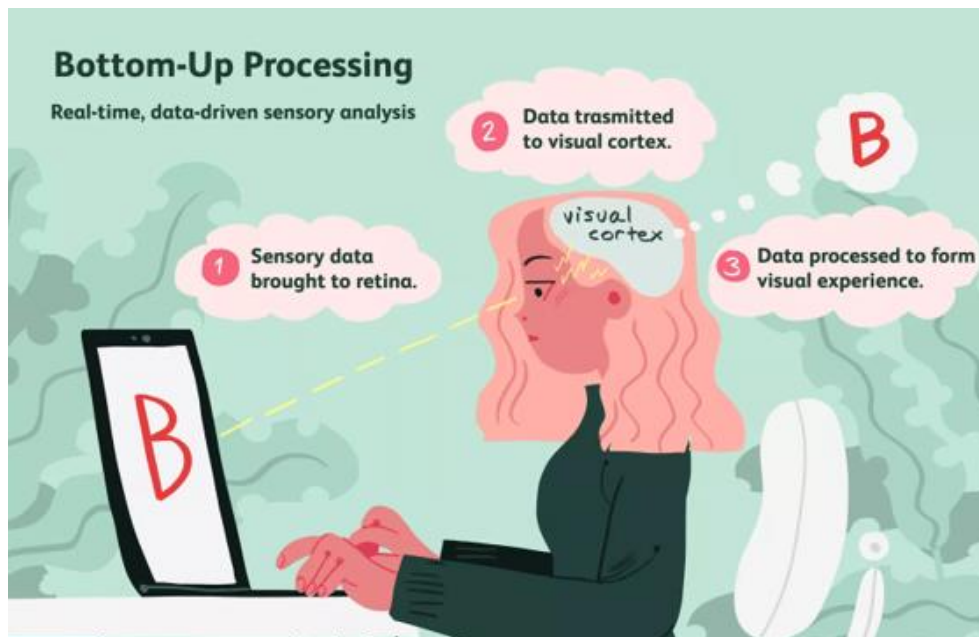 Bottom-Up Processing
Real-time, data-driven sensory analysis
1
Sensory data
brought to retina.
2
Data trasmitted
to visual cortex.
visual
cortex
B
3
Data processed to form
visual experience.
B